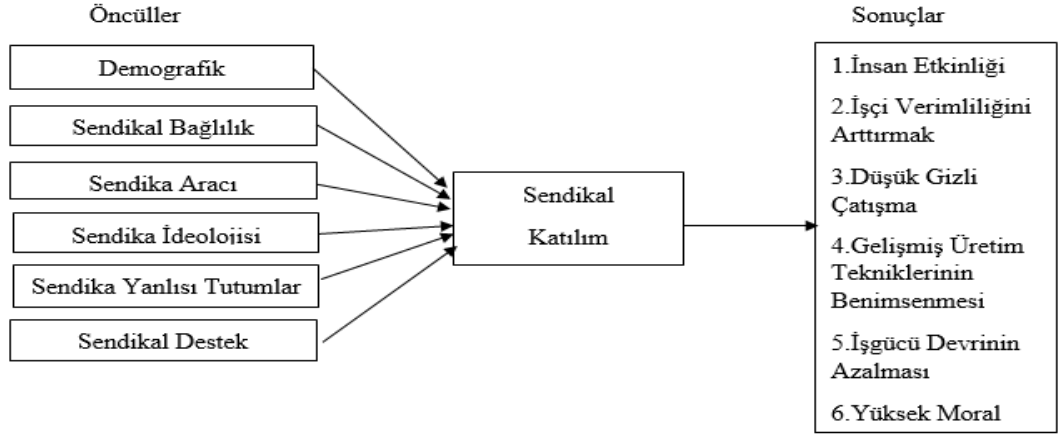 Öncüller
Demografik
Sendikal Bağlılık
Sendika Aracı
Sendika İdeolojisi
Sendika Yanlısı Tutumlar
Sendikal Destek
Sendikal
Katılım
Sonuçlar
1.İnsan Etkinliği
2.İşçi Verimliliğini
Arttırmak
3.Düşük Gizli
Çatışma
4.Gelişmiş Üretim
Tekniklerinin
Benimsenmesi
5.İşgücü Devrinin
Azalması
6.Yüksek Moral